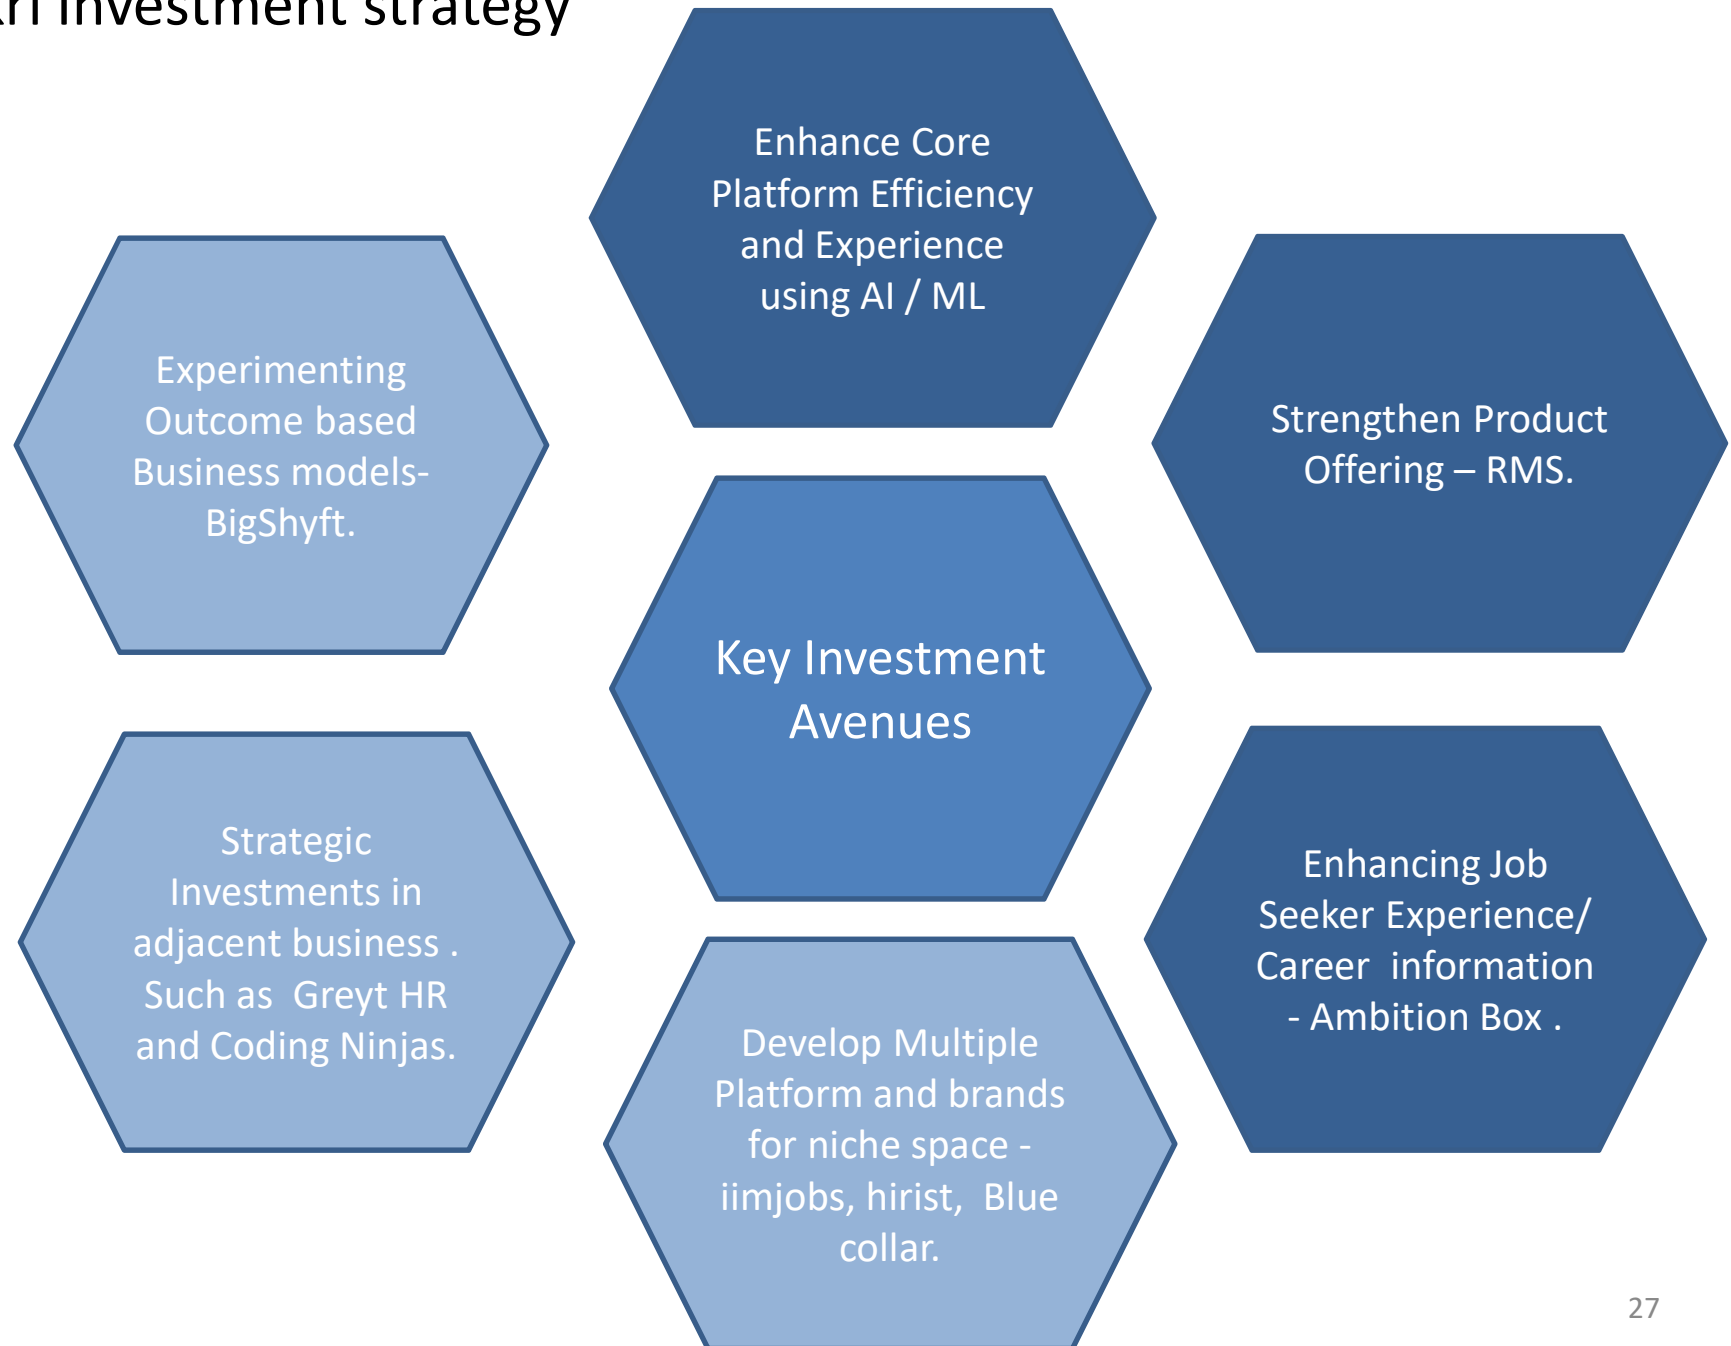 investment strategy
Enhance Core
Platform Efficiency
and Experience
using AI / ML
Strengthen Product
Offering – RMS.
Enhancing Job
Seeker Experience/
Career  information
- Ambition Box .
Develop Multiple
Platform and brands
for niche space -
iimjobs, hirist,  Blue
collar.
Strategic
Investments in
adjacent business .
Such as  Greyt HR
and Coding Ninjas.
Experimenting
Outcome based
Business models-
BigShyft.
Key Investment
Avenues
27